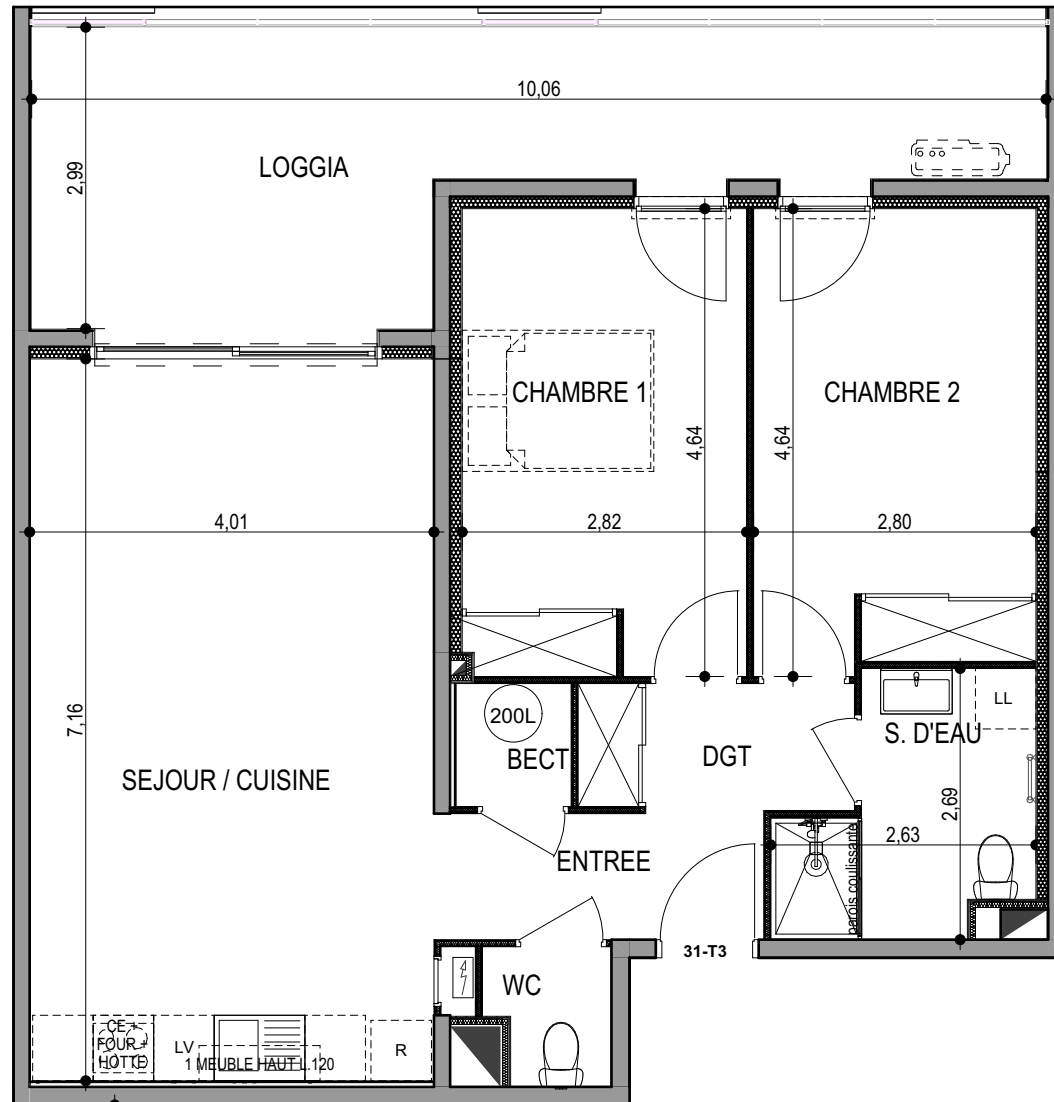 10,06
LOGGIA
2,99
CHAMBRE 1
CHAMBRE 2
4,64
4,64
4,01
2,82
2,80
7,16
200L
BECT
SEJOUR / CUISINE
DGT
S. D'EAU
LL
2,69
2,63
parois coulissante
ENTREE
31-T3
WC
CE +
FOUR +
HOTTE
LV
1 MEUBLE HAUT L.120
R